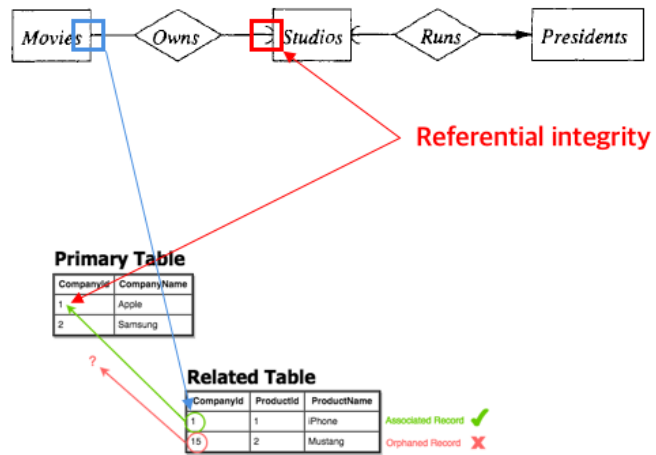 Movies Owns Studios Runs Presidents
Referential integrity
Primary Table
CompanyId CompanyName
1 Apple
2 Samsung
?
Related Table
CompanyId ProductId ProductName
1 1 iPhone Associated Record ✔
15 2 Mustang Orphaned Record ✘